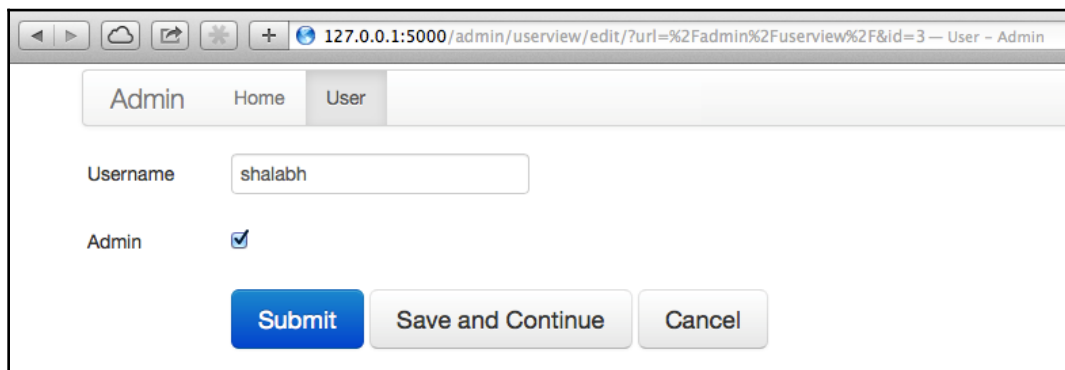 127.0.0.1:5000/admin/userview/edit/?url=%2Fadmin%2Fuserview%2F&id=3 — User – Admin
Admin Home User
Username shalabh
Admin
Submit Save and Continue Cancel